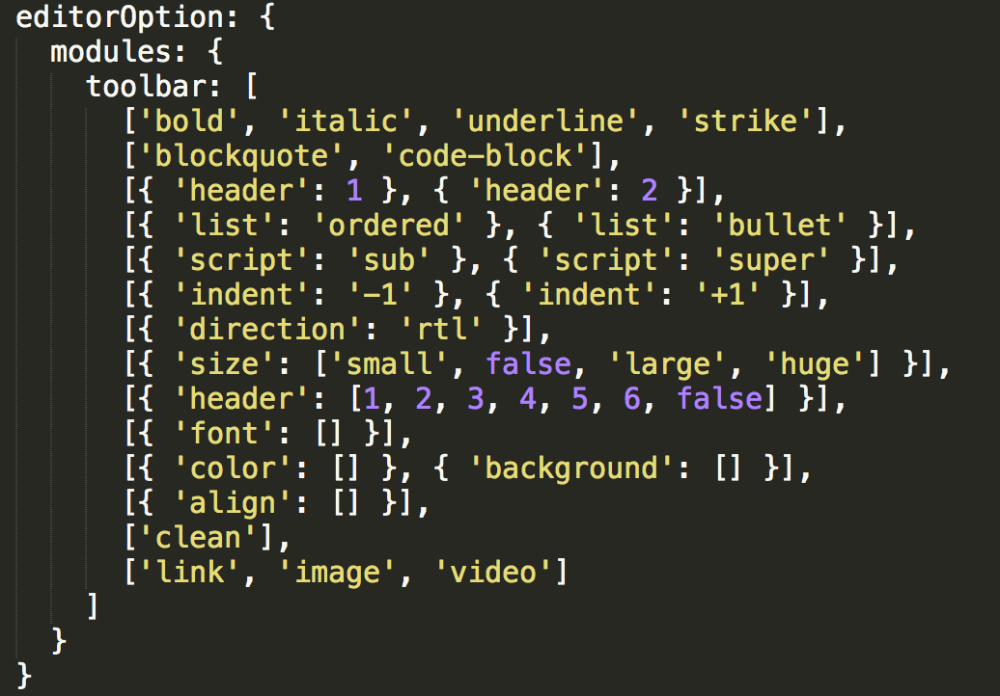 editorOption: {
  modules: {
    toolbar: [
      ['bold', 'italic', 'underline', 'strike'],
      ['blockquote', 'code-block'],
      [{ 'header': 1 }, { 'header': 2 }],
      [{ 'list': 'ordered' }, { 'list': 'bullet' }],
      [{ 'script': 'sub' }, { 'script': 'super' }],
      [{ 'indent': '-1' }, { 'indent': '+1' }],
      [{ 'direction': 'rtl' }],
      [{ 'size': ['small', false, 'large', 'huge'] }],
      [{ 'header': [1, 2, 3, 4, 5, 6, false] }],
      [{ 'font': [] }],
      [{ 'color': [] }, { 'background': [] }],
      [{ 'align': [] }],
      ['clean'],
      ['link', 'image', 'video']
    ]
  }
}